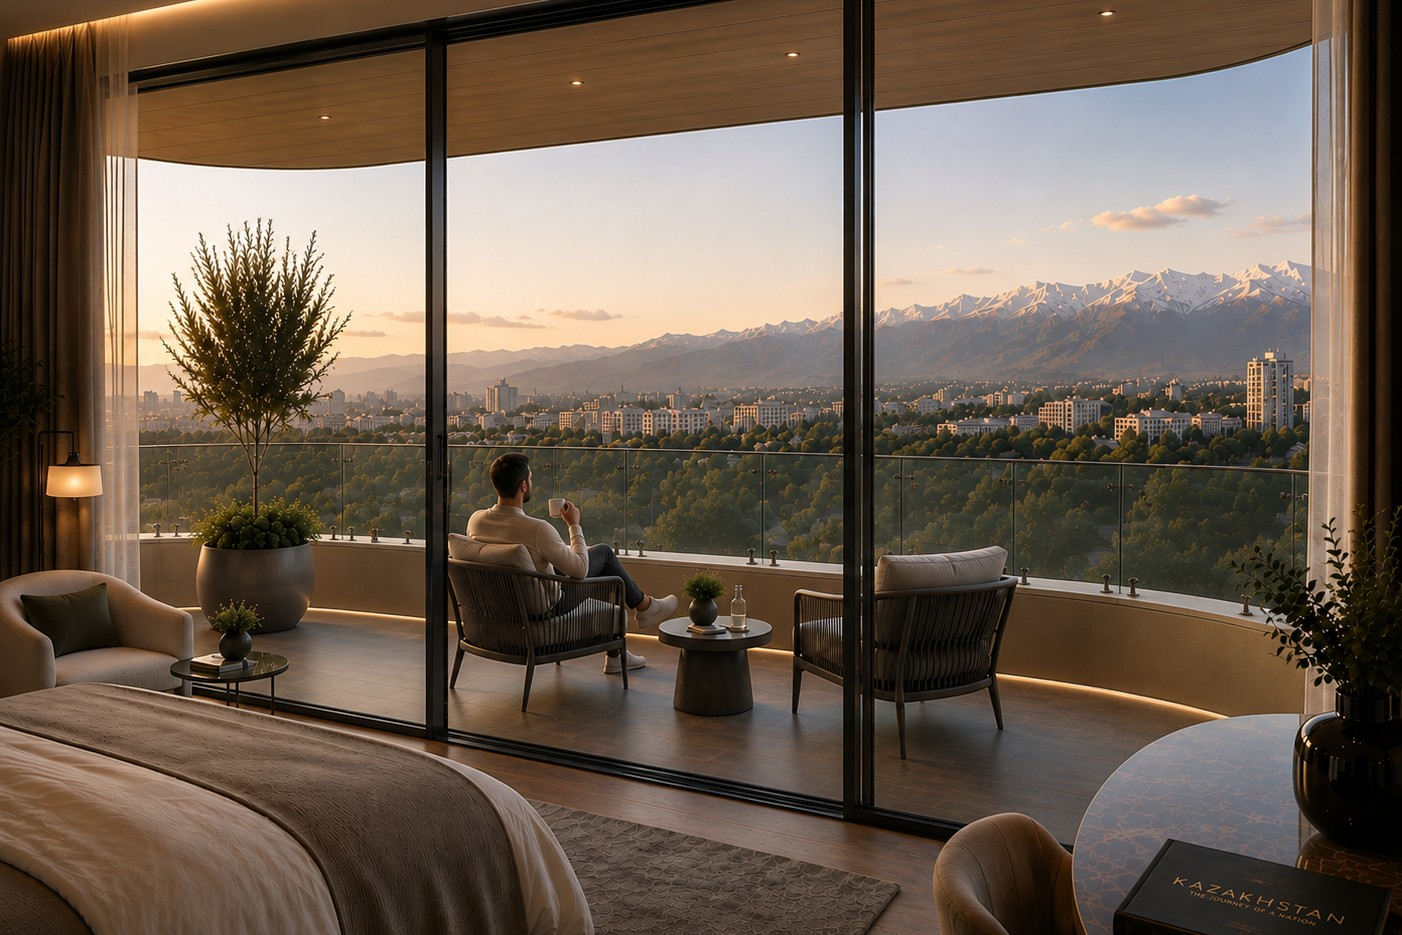 KAZAKHSTAN
THE JOURNEY OF A NATION